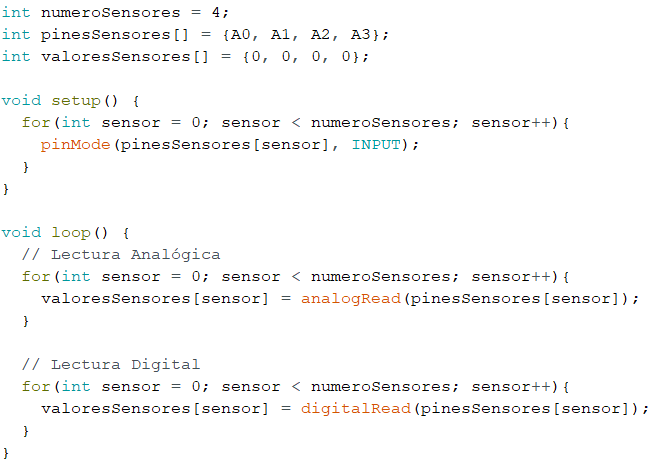 int numeroSensores = 4;
int pinesSensores[] = {A0, A1, A2, A3};
int valoresSensores[] = {0, 0, 0, 0};

void setup() {
  for(int sensor = 0; sensor < numeroSensores; sensor++){
    pinMode(pinesSensores[sensor], INPUT);
  }
}

void loop() {
  // Lectura Analógica
  for(int sensor = 0; sensor < numeroSensores; sensor++){
    valoresSensores[sensor] = analogRead(pinesSensores[sensor]);
  }

  // Lectura Digital
  for(int sensor = 0; sensor < numeroSensores; sensor++){
    valoresSensores[sensor] = digitalRead(pinesSensores[sensor]);
  }
}